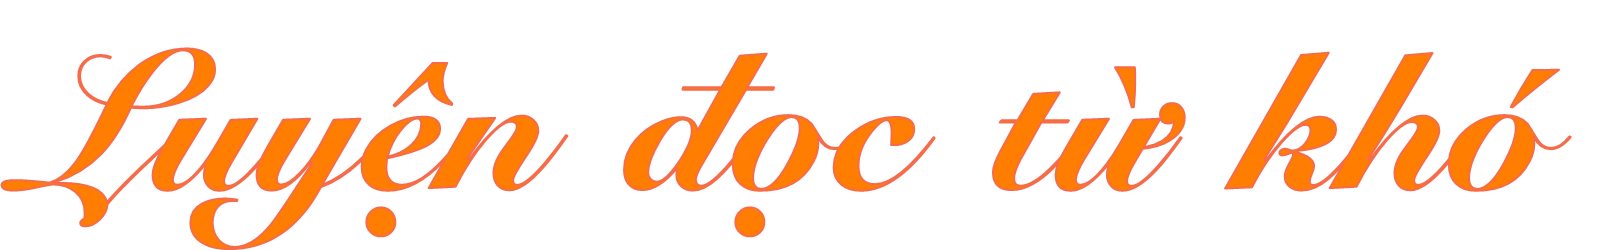 Luyện đọc từ khó